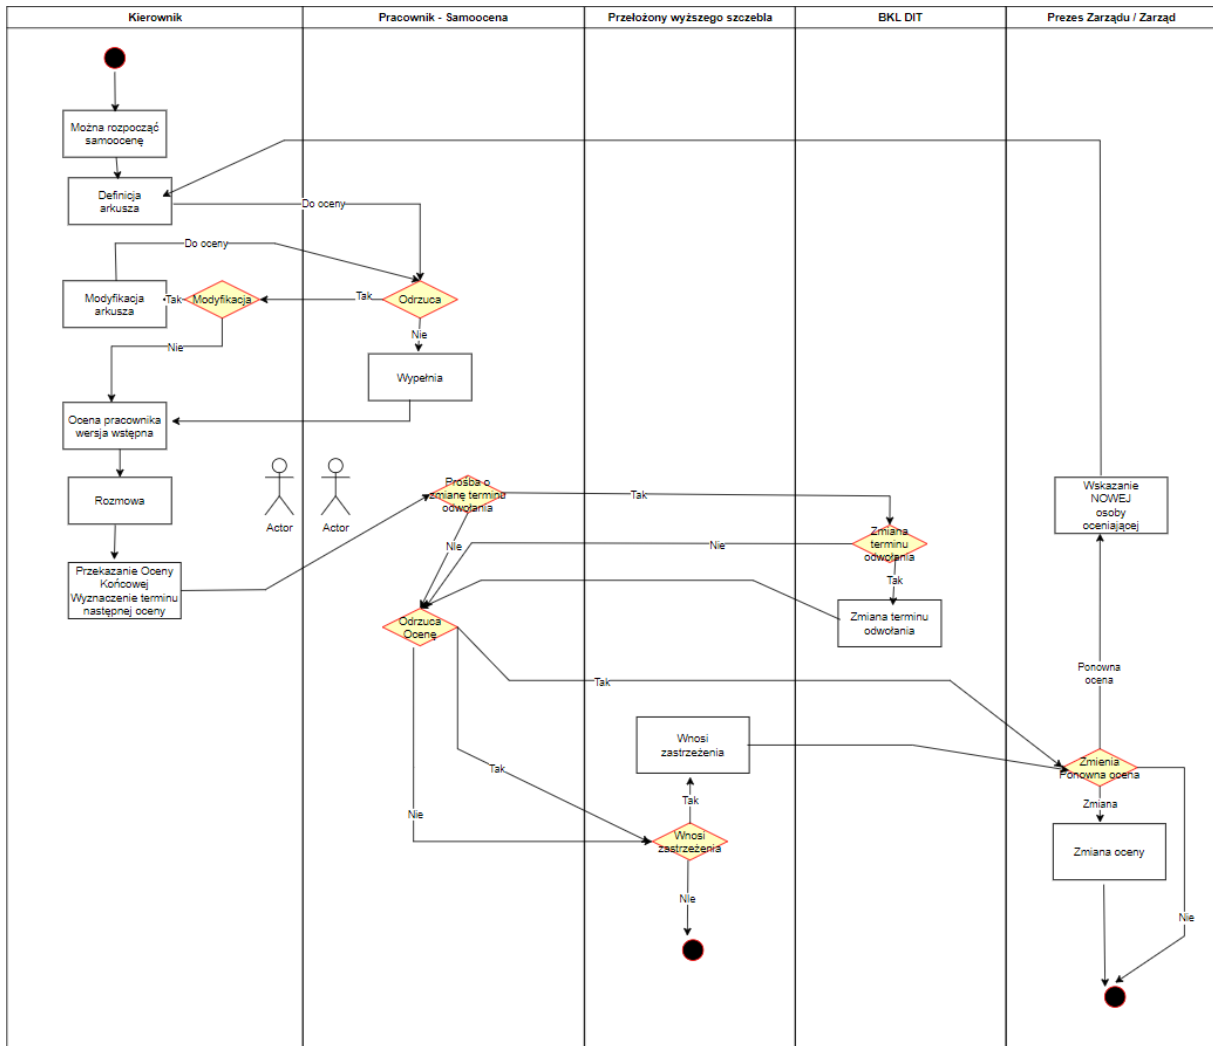 Kierownik
Pracownik - Samoocena
Przełożony wyższego szczebla
BKL DIT
Prezes Zarządu / Zarząd
Można rozpocząć
samoocenę
Definicja
arkusza
Do oceny
Do oceny
Modyfikacja
arkusza
Tak
Modyfikacja
Tak
Odrzuca
Nie
Nie
Wypełnia
Ocena pracownika
wersja wstępna
Rozmowa
Actor
Actor
Prośba o
zmianę terminu
odwołania
Tak
Wskazanie
NOWEJ
osoby
oceniającej
Zmiana
terminu
odwołania
NIe
Nie
Tak
Przekazanie Oceny
Końcowej
Wyznaczenie terminu
następnej oceny
Zmiana terminu
odwołania
Odrzuca
Ocenę
Tak
Ponowna
ocena
Wnosi
zastrzeżenia
Tak
Zmienia
Ponowna ocena
Tak
Zmiana
Nie
Wnosi
zastrzeżenia
Zmiana oceny
NIe
Nie